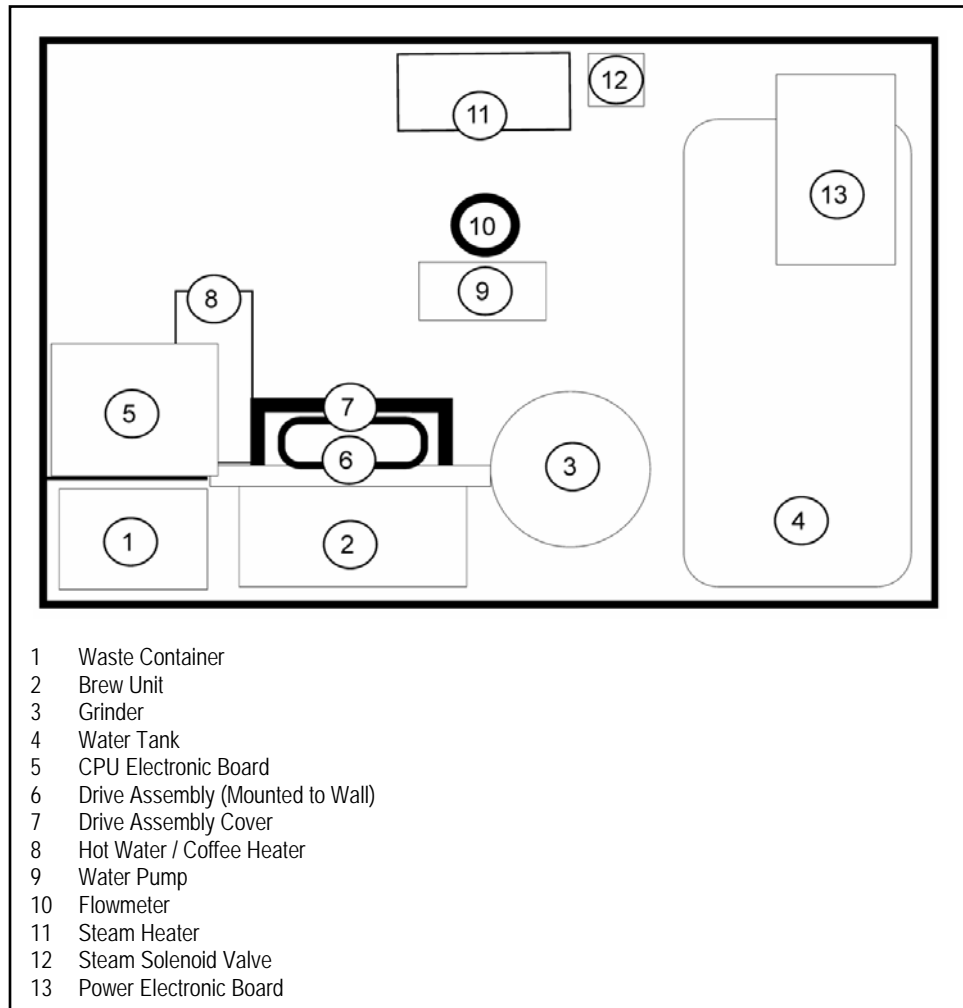 12
11
13
10
9
8
5
7
6
3
4
1
2
1 Waste Container
2 Brew Unit
3 Grinder
4 Water Tank
5 CPU Electronic Board
6 Drive Assembly (Mounted to Wall)
7 Drive Assembly Cover
8 Hot Water / Coffee Heater
9 Water Pump
10 Flowmeter
11 Steam Heater
12 Steam Solenoid Valve
13 Power Electronic Board